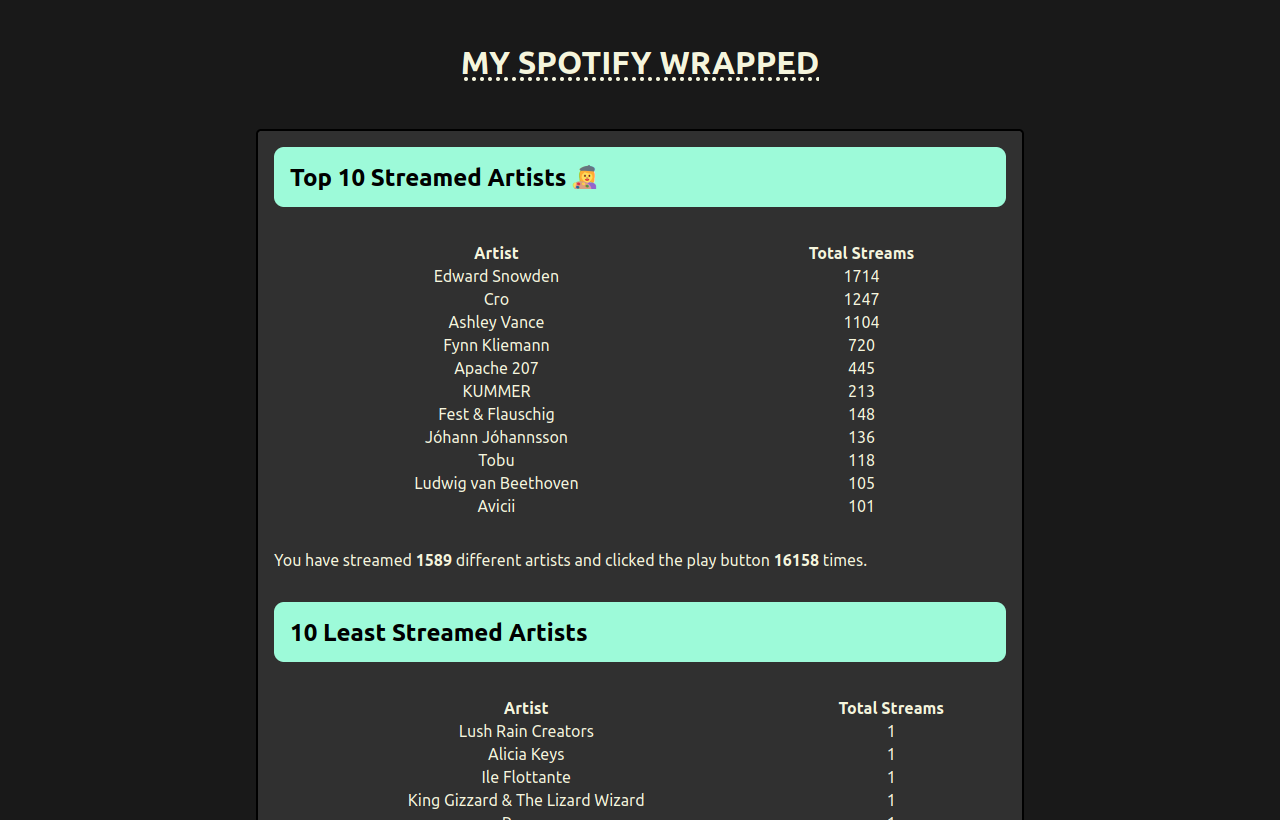 MY SPOTIFY WRAPPED
Top 10 Streamed Artists
Artist Total Streams
Edward Snowden 1714
Cro 1247
Ashley Vance 1104
Fynn Kliemann 720
Apache 207 445
KUMMER 213
Fest & Flauschig 148
Jóhann Jóhannsson 136
Tobu 118
Ludwig van Beethoven 105
Avicii 101
You have streamed 1589 different artists and clicked the play button 16158 times.
10 Least Streamed Artists
Artist Total Streams
Lush Rain Creators 1
Alicia Keys 1
Ile Flottante 1
King Gizzard & The Lizard Wizard 1